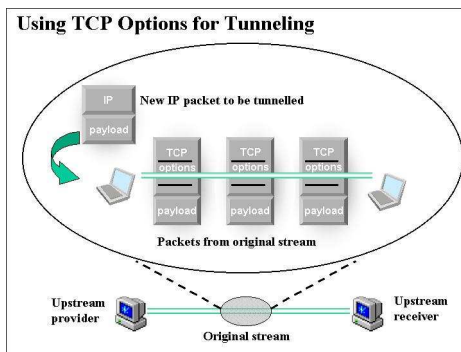 Using TCP Options for Tunneling
IP
payload
New IP packet to be tunnelled
TCP
options
payload
TCP
options
payload
TCP
options
payload
Packets from original stream
Upstream
provider
Original stream
Upstream
receiver